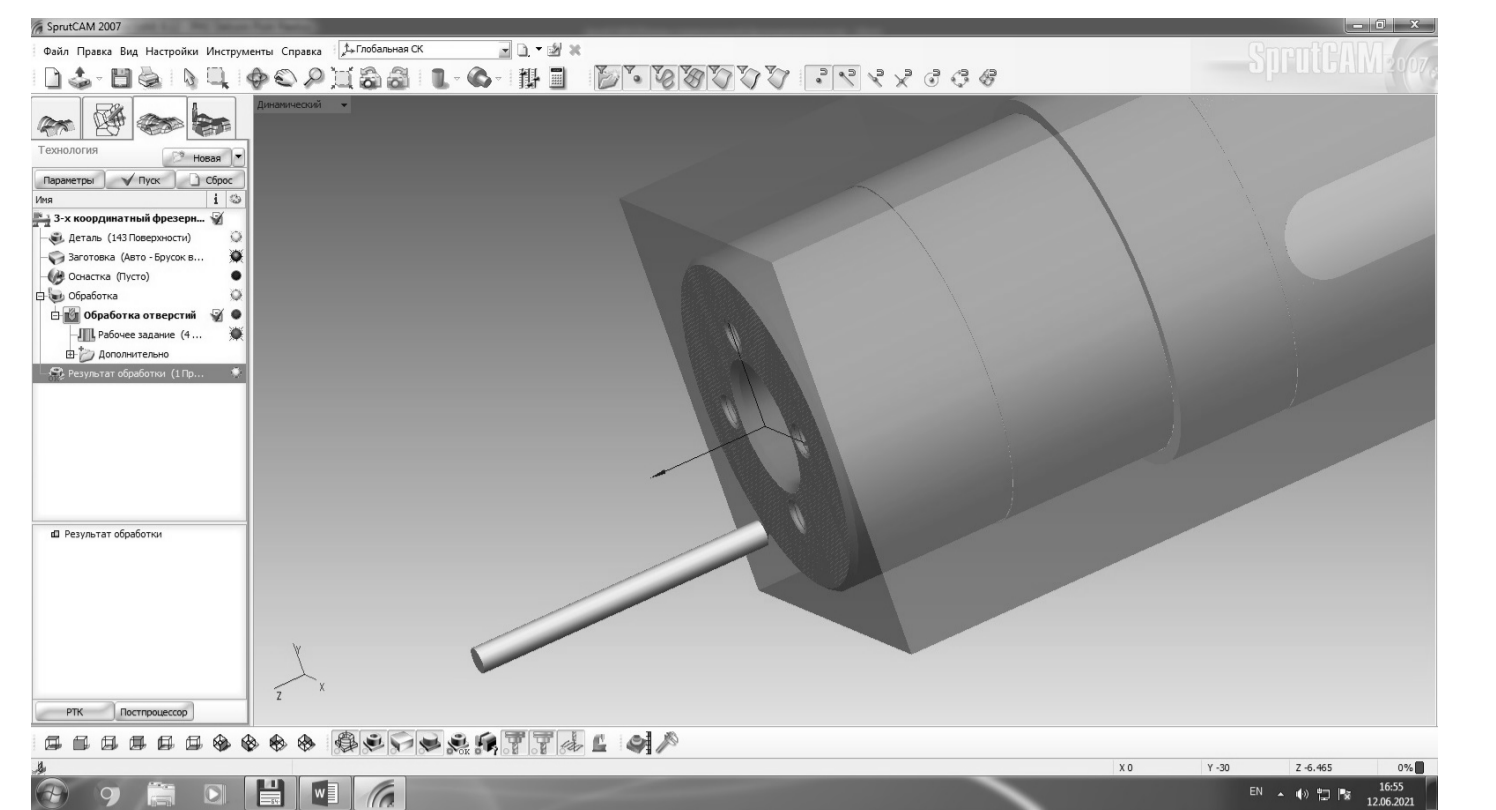 SprutCAM 2007
Файл Правка Вид Настройки Инструменты Справка Глобальная СК
SprutCAM 2007
Динамический
Технология
Новая
Параметры Пуск Сброс
Имя
3-х координатный фрезерн...
Деталь (143 Поверхности)
Заготовка (Авто - Брусок в...
Оснастка (Пусто)
Обработка
Обработка отверстий
Рабочее задание (4 ...
Дополнительно
Результат обработки (1 Пр...
Результат обработки
Y
Z X
РТК Постпроцессор
OK
X 0 Y -30 Z -6.465 0%
EN 16:55
12.06.2021